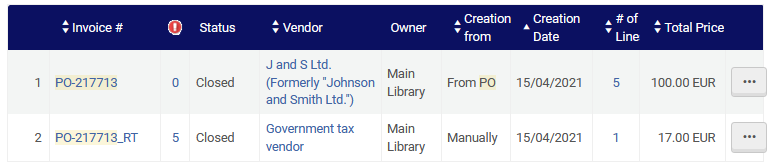 Invoice # Status Vendor Owner Creation from Creation Date # of Line Total Price
1 PO-217713 0 Closed J and S Ltd. (Formerly "Johnson and Smith Ltd.") Main Library From PO 15/04/2021 5 100.00 EUR
2 PO-217713_RT 5 Closed Government tax vendor Main Library Manually 15/04/2021 1 17.00 EUR